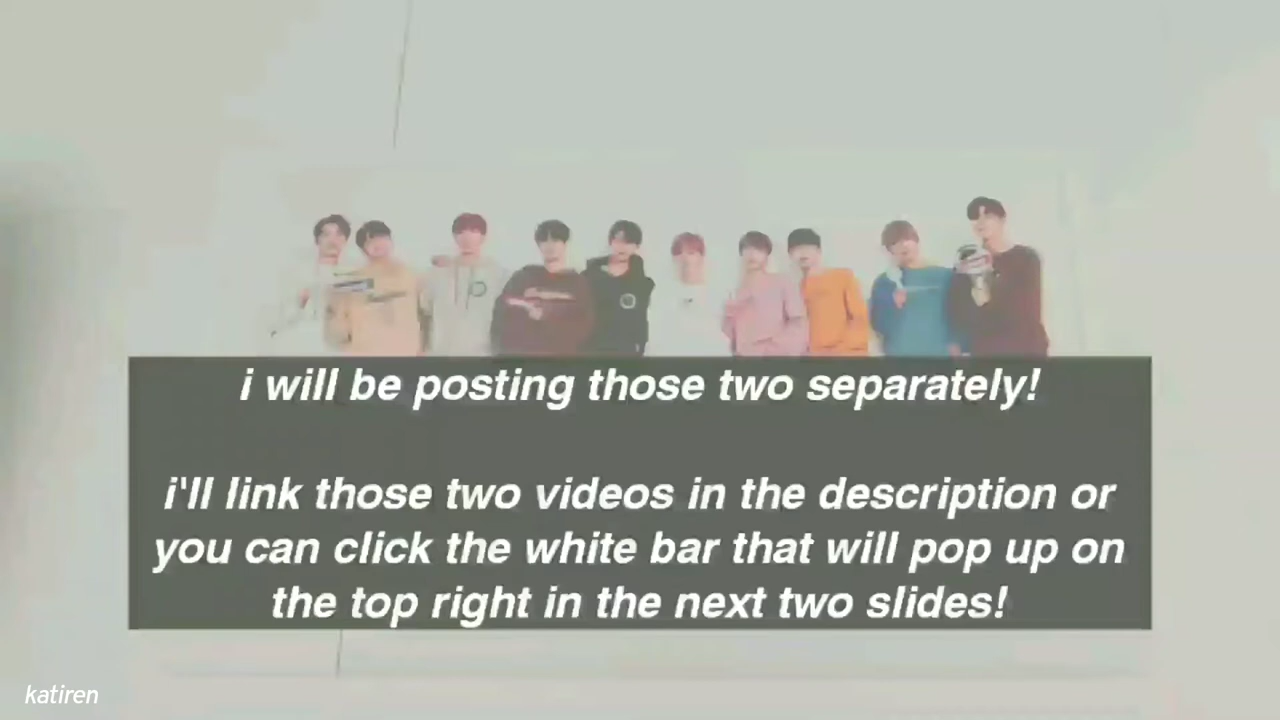 i will be posting those two separately!
i'll link those two videos in the description or
you can click the white bar that will pop up on
the top right in the next two slides!
katiren